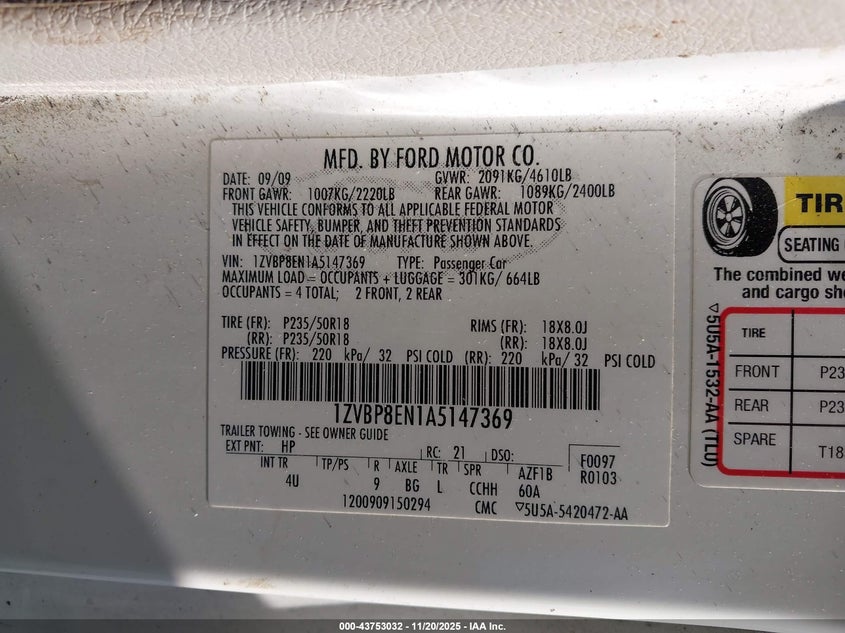 MFD. BY FORD MOTOR CO.
DATE: 09/09 GVWR: 2091KG/4610LB
FRONT GAWR: 1007KG/2220LB REAR GAWR: 1089KG/2400LB
THIS VEHICLE CONFORMS TO ALL APPLICABLE FEDERAL MOTOR
VEHICLE SAFETY, BUMPER, AND THEFT PREVENTION STANDARDS
IN EFFECT ON THE DATE OF MANUFACTURE SHOWN ABOVE.
VIN: 1ZVBP8EN1A5147369 TYPE: Passenger Car
MAXIMUM LOAD = OCCUPANTS + LUGGAGE = 301KG/ 664LB
OCCUPANTS = 4 TOTAL; 2 FRONT, 2 REAR
TIRE (FR): P235/50R18 RIMS (FR): 18X8.0J
(RR): P235/50R18 (RR): 18X8.0J
PRESSURE (FR): 220 kPa/ 32 PSI COLD (RR): 220 kPa/ 32 PSI COLD
1ZVBP8EN1A5147369
TRAILER TOWING - SEE OWNER GUIDE
EXT PNT: HP RC: 21 DSO: F0097
INT TR TP/PS R AXLE TR SPR AZF1B R0103
4U 9 BG L CCHH 60A
1200909150294 CMC ▽5U5A-5420472-AA
TIR
SEATING
The combined we
and cargo sho
TIRE
FRONT P23
REAR P23
SPARE T18
▽5U5A-1532-AA (TL0)
000-43753032 - 11/20/2025 - IAA Inc.